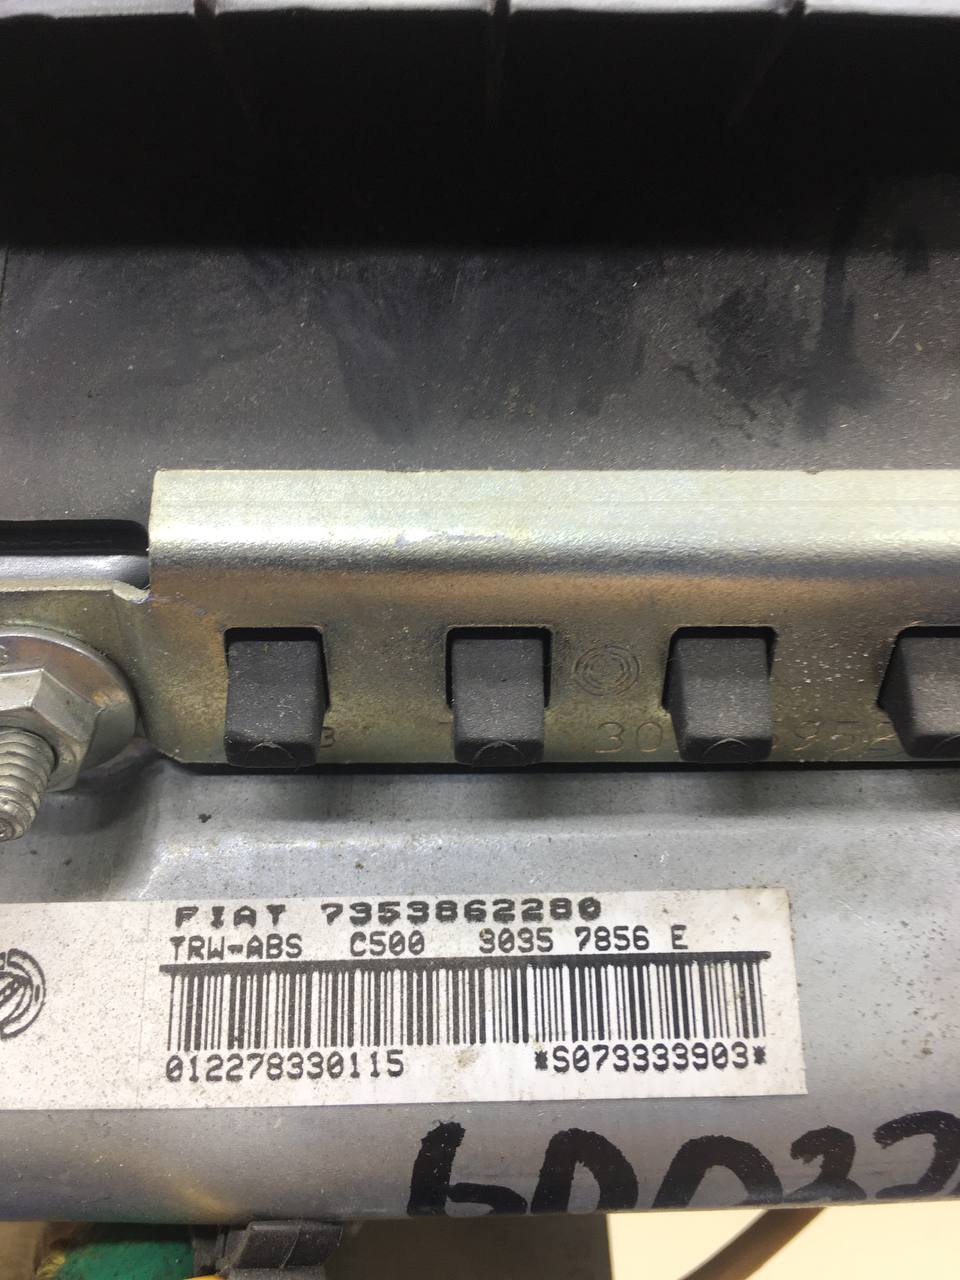 FIAT 7353862280
TRW-ABS C500 3035 7856 E
012278330115 *S073333903*